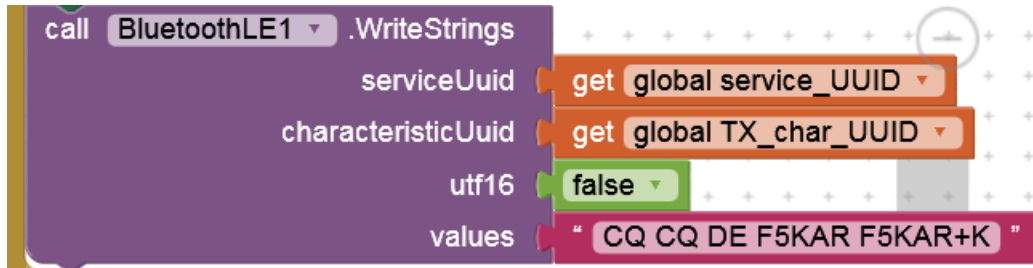 call BluetoothLE1 .WriteStrings
serviceUuid get global service_UUID
characteristicUuid get global TX_char_UUID
utf16 false
values " CQ CQ DE F5KAR F5KAR+K "